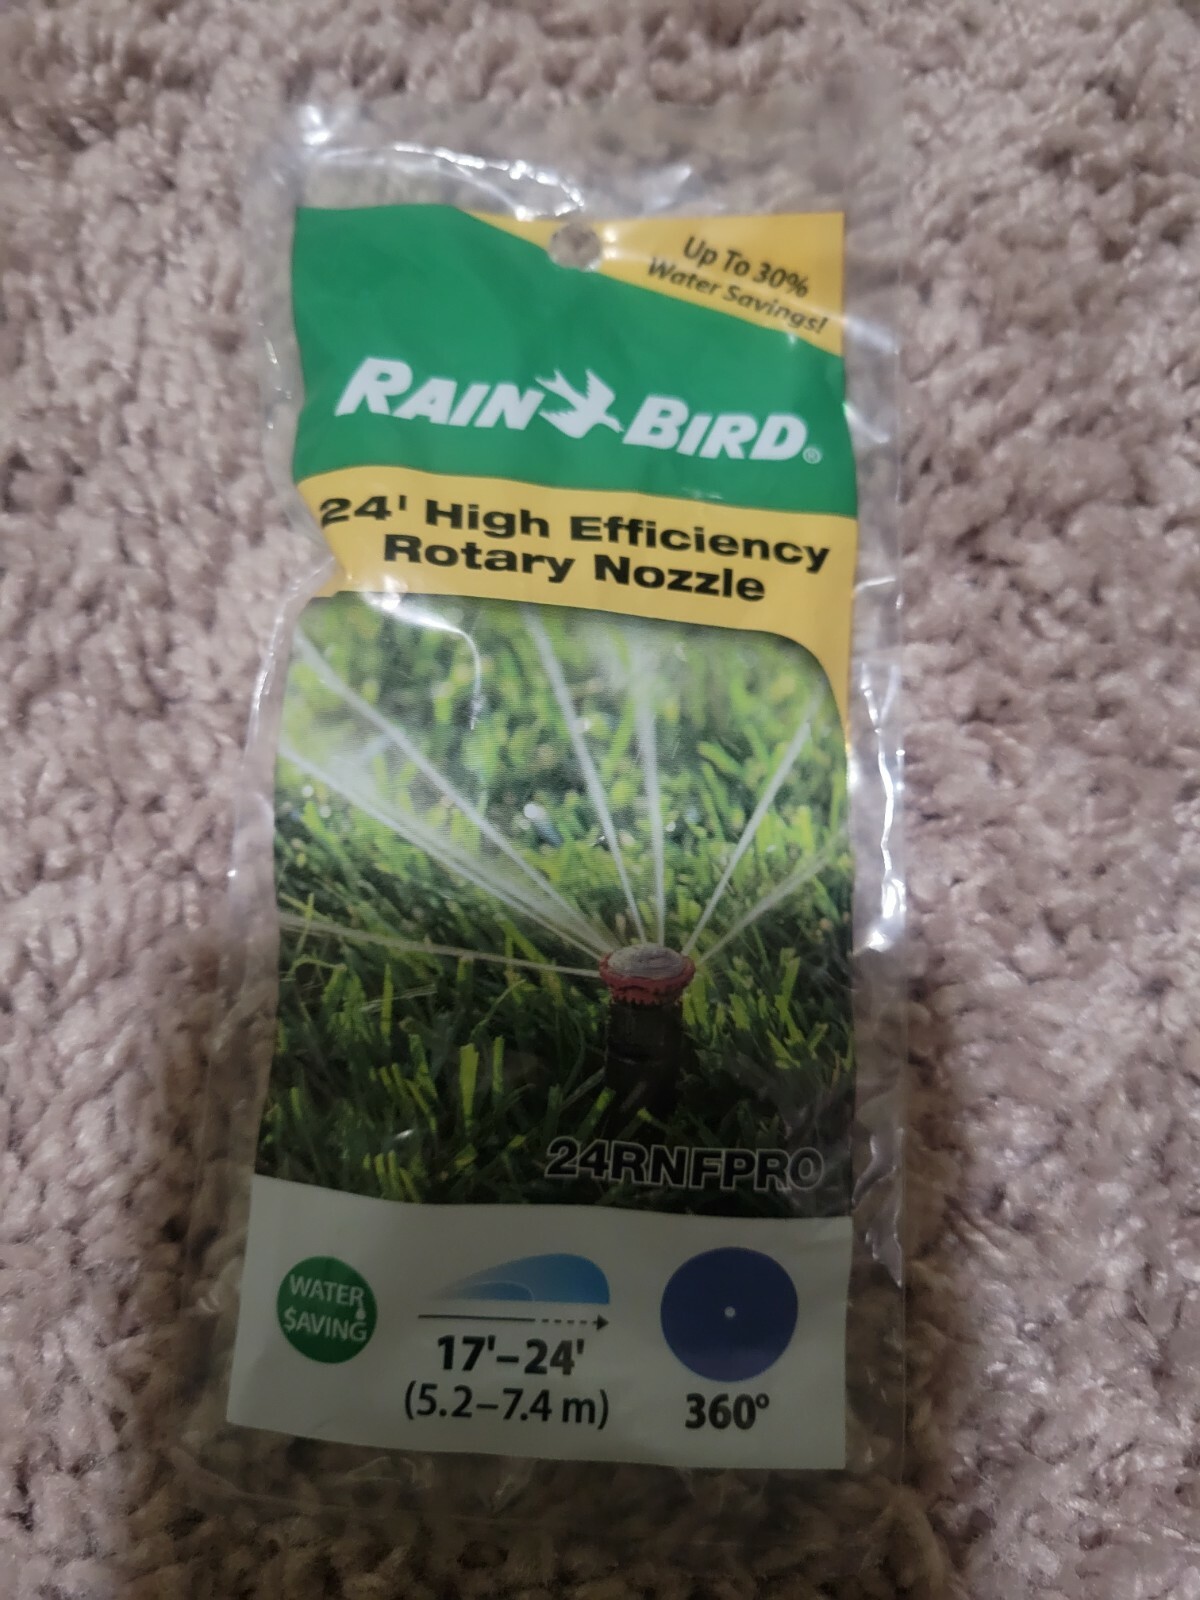 Up To 30%
Water Savings!
RAIN BIRD®
24' High Efficiency
Rotary Nozzle
24RNFPRO
WATER
$AVING
17'–24'
(5.2–7.4 m)
360°